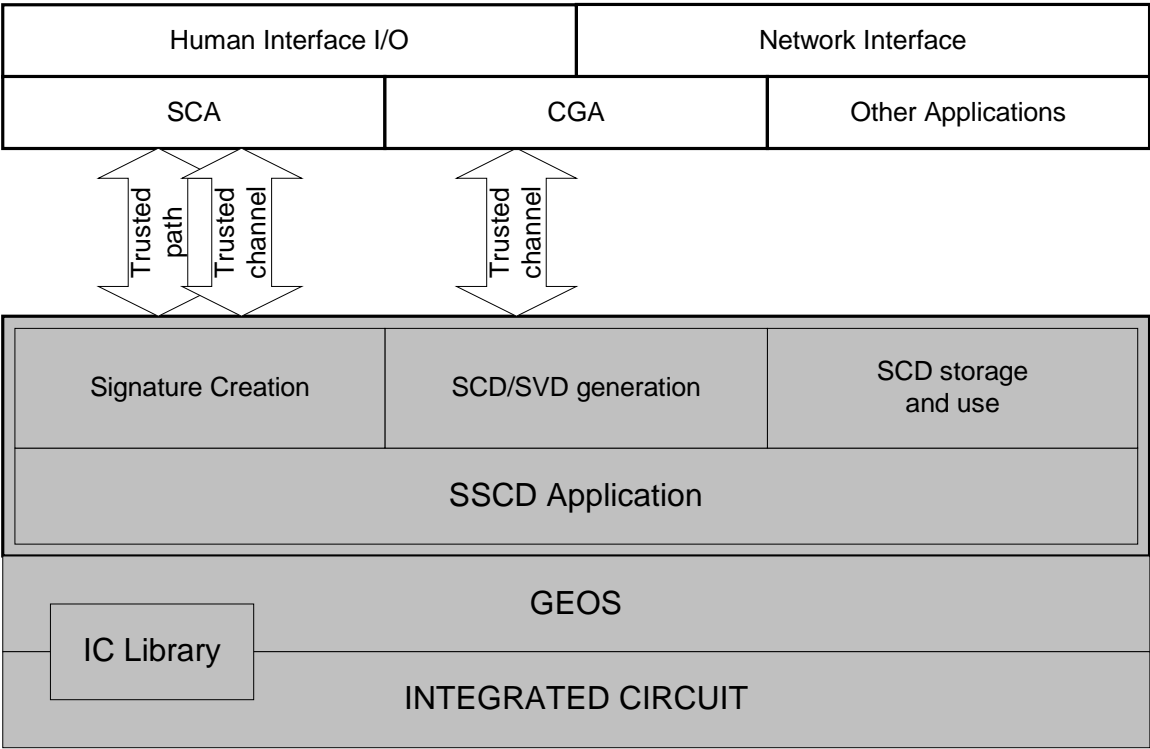 Human Interface I/O
Network Interface
SCA
CGA
Other Applications
Trusted
path
Trusted
channel
Trusted
channel
Signature Creation
SCD/SVD generation
SCD storage
and use
SSCD Application
GEOS
IC Library
INTEGRATED CIRCUIT